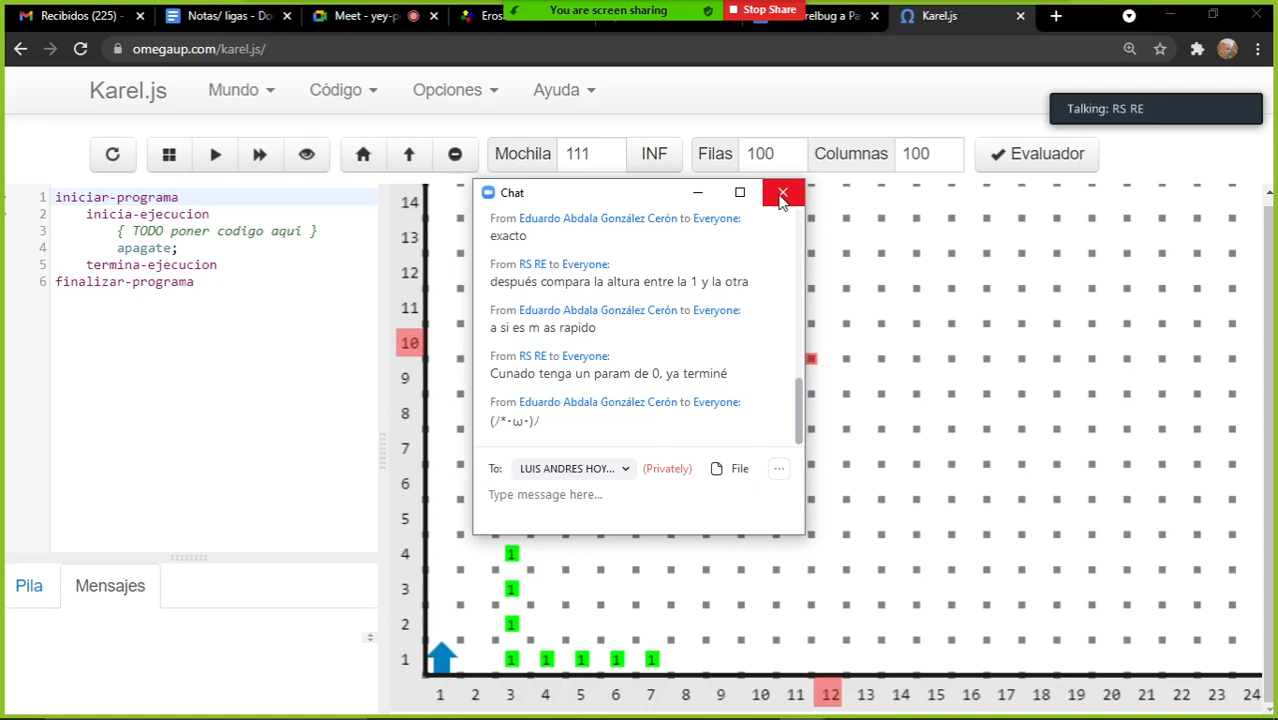 Recibidos (225) -
Notas/ ligas - Do
Meet - yey-p
Eros
You are screen sharing
Stop Share
relbug a Pa
Karel.js
omegaup.com/karel.js/
Karel.js
Mundo
Código
Opciones
Ayuda
Talking: RS RE
Mochila
111
INF
Filas
100
Columnas
100
Evaluador
1 iniciar-programa
2 inicia-ejecucion
3 { TODO poner codigo aqui }
4 apagate;
5 termina-ejecucion
6 finalizar-programa
Chat
From Eduardo Abdala González Cerón to Everyone:
exacto
From RS RE to Everyone:
después compara la altura entre la 1 y la otra
From Eduardo Abdala González Cerón to Everyone:
a si es m as rapido
From RS RE to Everyone:
Cunado tenga un param de 0, ya terminé
From Eduardo Abdala González Cerón to Everyone:
(/*･ω･)/
To: LUIS ANDRES HOY... (Privately) File
Type message here...
Pila
Mensajes
14
13
12
11
10
9
8
7
6
5
4 1
3 1
2 1
1 1 1 1 1 1
1 2 3 4 5 6 7 8 9 10 11 12 13 14 15 16 17 18 19 20 21 22 23 24